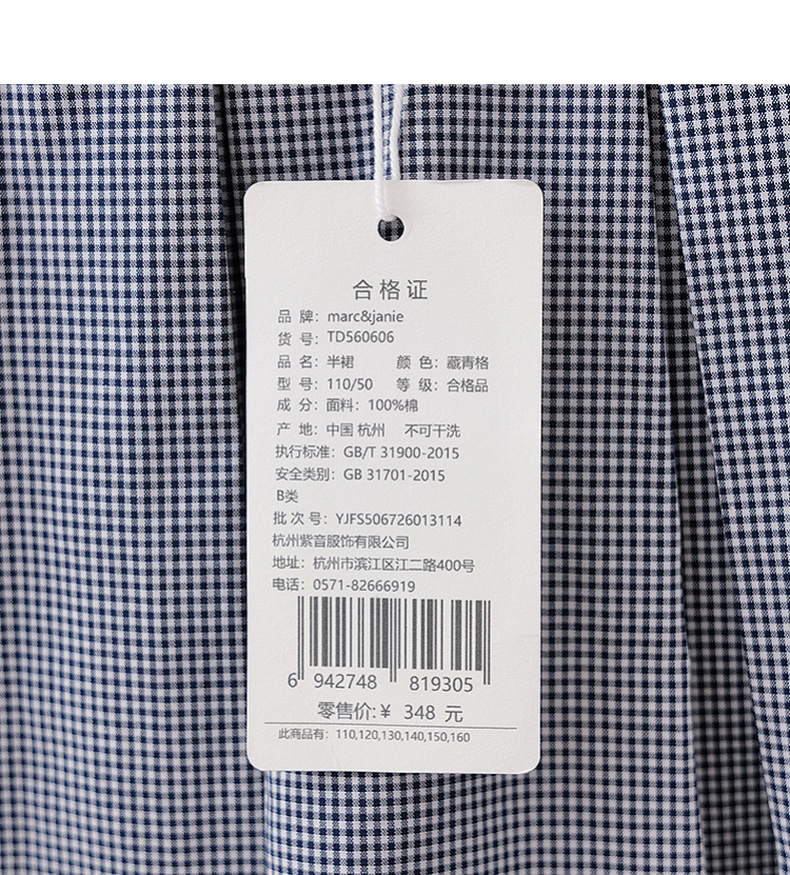 合格证
品 牌：marc&janie
货 号：TD560606
品 名：半裙 颜 色：藏青格
型 号：110/50 等 级：合格品
成 分：面料：100%棉
产 地：中国 杭州 不可干洗
执行标准：GB/T 31900-2015
安全类别：GB 31701-2015
B类
批 次 号：YJFS506726013114
杭州紫音服饰有限公司
地址：杭州市滨江区江二路400号
电话：0571-82666919
6 942748 819305
零售价:￥ 348 元
此商品有：110,120,130,140,150,160